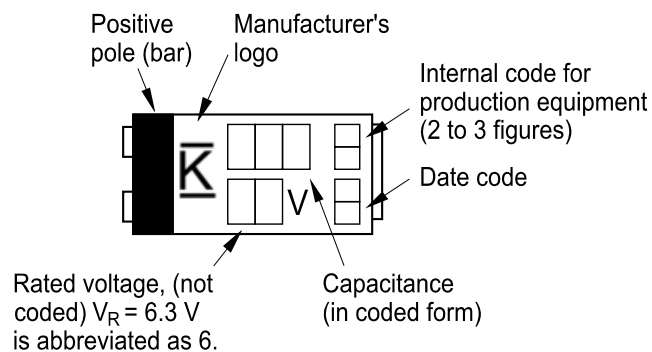 Positive
pole (bar)
Manufacturer's
logo
Internal code for
production equipment
(2 to 3 figures)
Date code
K
V
Rated voltage, (not
coded) VR = 6.3 V
is abbreviated as 6.
Capacitance
(in coded form)